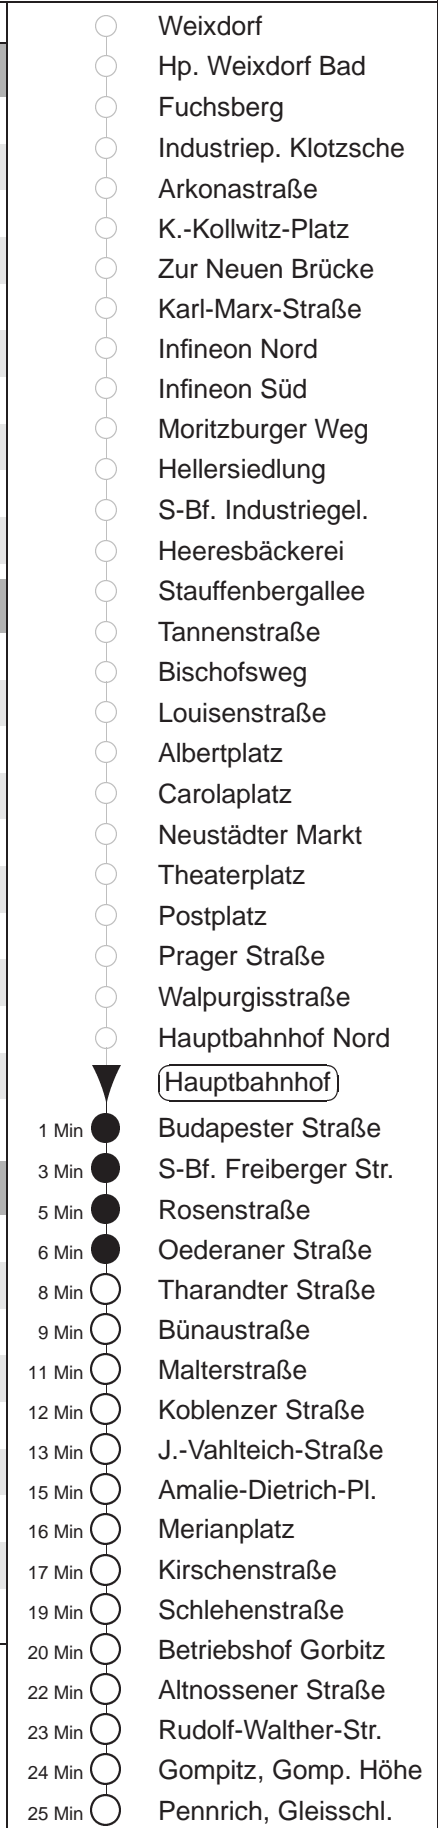 Weixdorf
Hp. Weixdorf Bad
Fuchsberg
Industriep. Klotzsche
Arkonastraße
K.-Kollwitz-Platz
Zur Neuen Brücke
Karl-Marx-Straße
Infineon Nord
Infineon Süd
Moritzburger Weg
Hellersiedlung
S-Bf. Industriegel.
Heeresbäckerei
Stauffenbergallee
Tannenstraße
Bischofsweg
Louisenstraße
Albertplatz
Carolaplatz
Neustädter Markt
Theaterplatz
Postplatz
Prager Straße
Walpurgisstraße
Hauptbahnhof Nord
Hauptbahnhof
1 Min Budapester Straße
3 Min S-Bf. Freiberger Str.
5 Min Rosenstraße
6 Min Oederaner Straße
8 Min Tharandter Straße
9 Min Bünaustraße
11 Min Malterstraße
12 Min Koblenzer Straße
13 Min J.-Vahlteich-Straße
15 Min Amalie-Dietrich-Pl.
16 Min Merianplatz
17 Min Kirschenstraße
19 Min Schlehenstraße
20 Min Betriebshof Gorbitz
22 Min Altnossener Straße
23 Min Rudolf-Walther-Str.
24 Min Gompitz, Gomp. Höhe
25 Min Pennrich, Gleisschl.